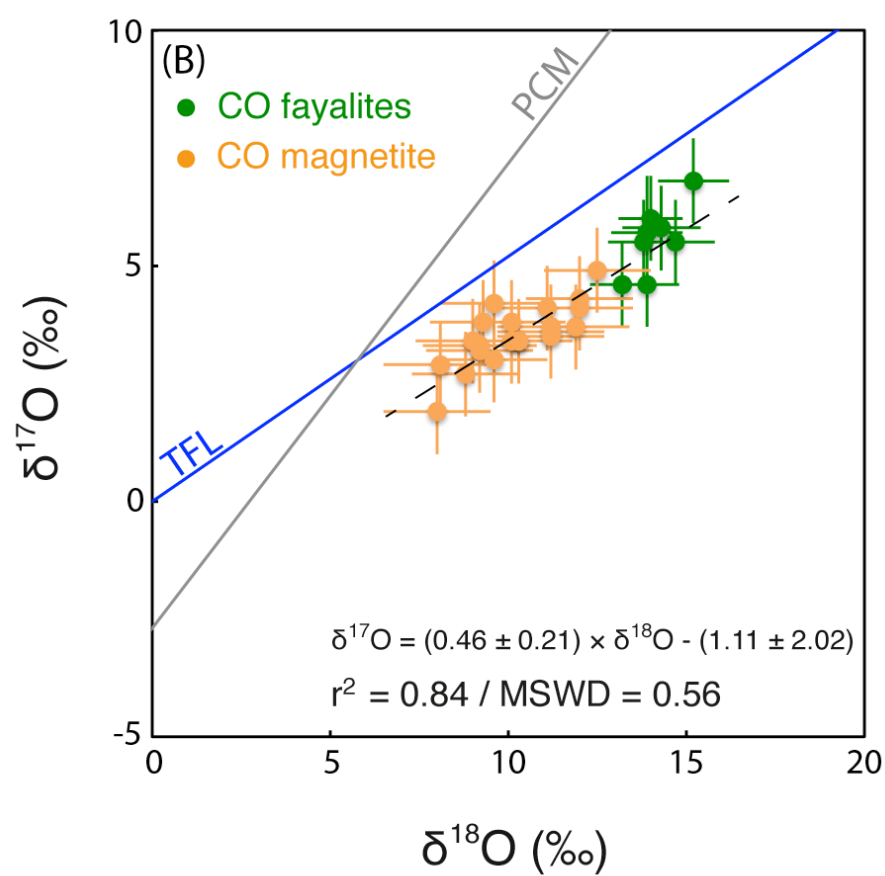 (B)
CO fayalites
CO magnetite
PCM
TFL
10
5
0
-5
δ¹⁷O (‰)
δ¹⁷O = (0.46 ± 0.21) × δ¹⁸O - (1.11 ± 2.02)
r² = 0.84 / MSWD = 0.56
0 5 10 15 20
δ¹⁸O (‰)